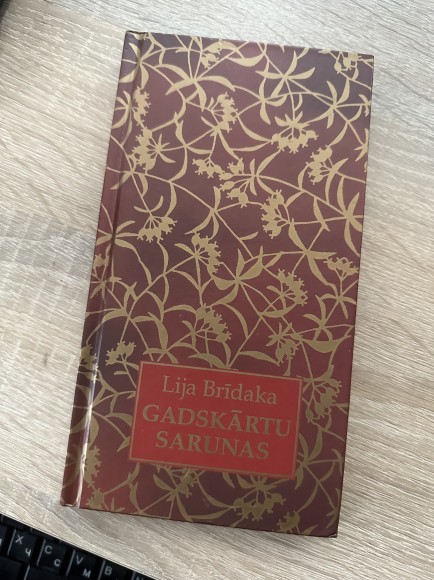 Lija Brīdaka
GADSKĀRTU
SARUNAS
X C V B N M
Ч С М